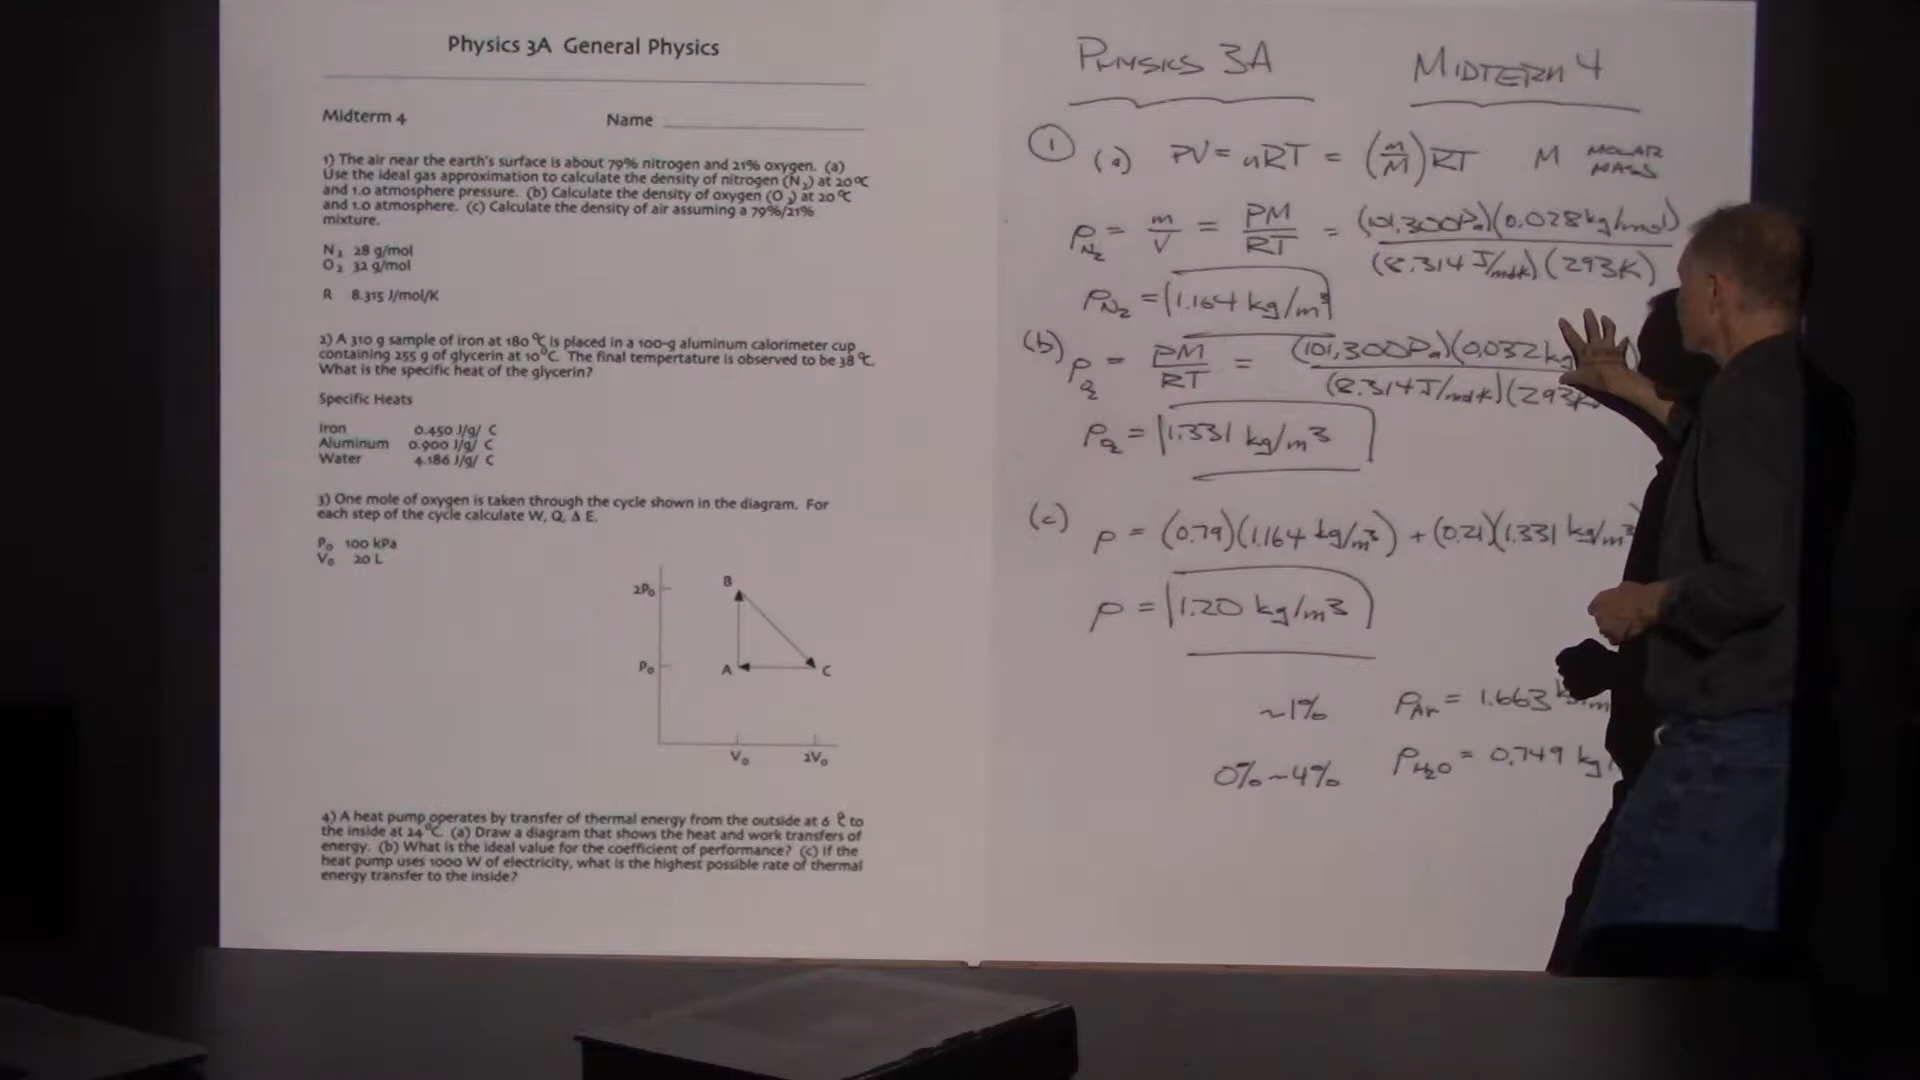 Physics 3A General Physics
Midterm 4 Name
1) The air near the earth's surface is about 79% nitrogen and 21% oxygen. (a)
Use the ideal gas approximation to calculate the density of nitrogen (N2) at 20°C
and 1.0 atmosphere pressure. (b) Calculate the density of oxygen (O2) at 20°C
and 1.0 atmosphere. (c) Calculate the density of air assuming a 79%/21%
mixture.
N2 28 g/mol
O2 32 g/mol
R 8.315 J/mol/K
2) A 310 g sample of iron at 180 °C is placed in a 100-g aluminum calorimeter cup
containing 255 g of glycerin at 10°C. The final tempertature is observed to be 38 °C.
What is the specific heat of the glycerin?
Specific Heats
Iron 0.450 J/g/ C
Aluminum 0.900 J/g/ C
Water 4.186 J/g/ C
3) One mole of oxygen is taken through the cycle shown in the diagram. For
each step of the cycle calculate W, Q, Δ E.
P0 100 kPa
V0 20 L
2P0 B
P0 A C
V0 2V0
4) A heat pump operates by transfer of thermal energy from the outside at 6 °C to
the inside at 24°C. (a) Draw a diagram that shows the heat and work transfers of
energy. (b) What is the ideal value for the coefficient of performance? (c) If the
heat pump uses 1000 W of electricity, what is the highest possible rate of thermal
energy transfer to the inside?
PHYSICS 3A MIDTERM 4
1 (a) PV = nRT = (m/M) RT M MOLAR
MASS
ρN2 = m/V = PM/RT = (101,300Pa)(0.028kg/mol)/(8.314 J/molK)(293K)
ρN2 = 1.164 kg/m3
(b) ρO2 = PM/RT = (101,300Pa)(0.032kg)/(8.314 J/molK)(293K
ρO2 = 1.331 kg/m3
(c) ρ = (0.79)(1.164 kg/m3) + (0.21)(1.331 kg/m3
ρ = 1.20 kg/m3
~1% ρAr = 1.663
0% ~ 4% ρH2O = 0.749 kg